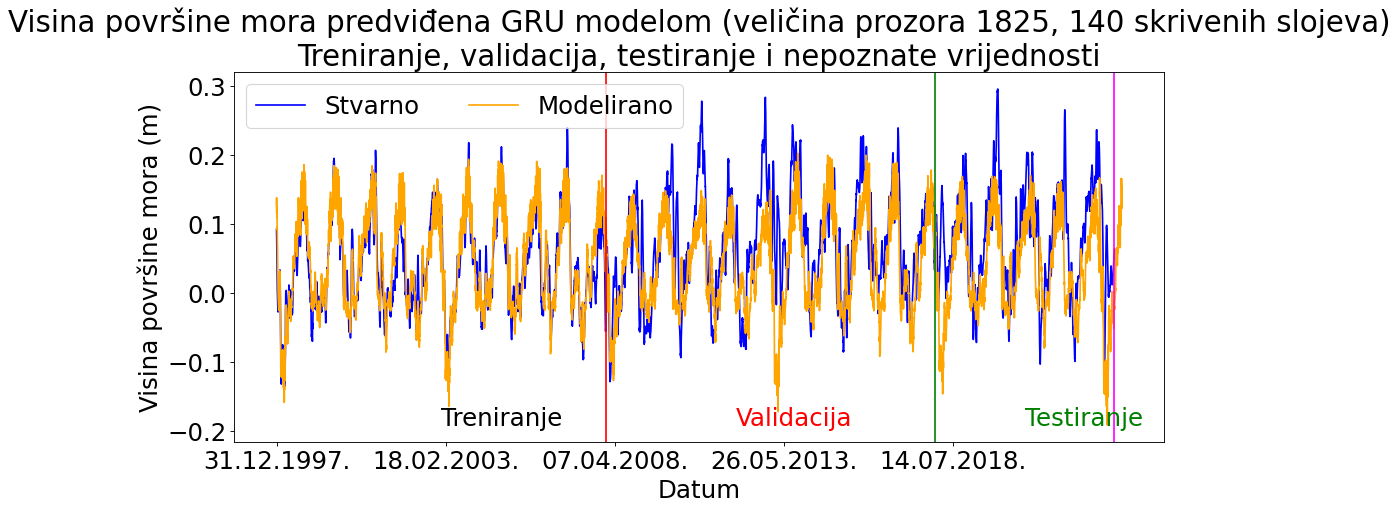 Visina površine mora predviđena GRU modelom (veličina prozora 1825, 140 skrivenih slojeva)
Treniranje, validacija, testiranje i nepoznate vrijednosti
Stvarno Modelirano
Visina površine mora (m)
0.3
0.2
0.1
0.0
−0.1
−0.2
Treniranje Validacija Testiranje
31.12.1997. 18.02.2003. 07.04.2008. 26.05.2013. 14.07.2018.
Datum